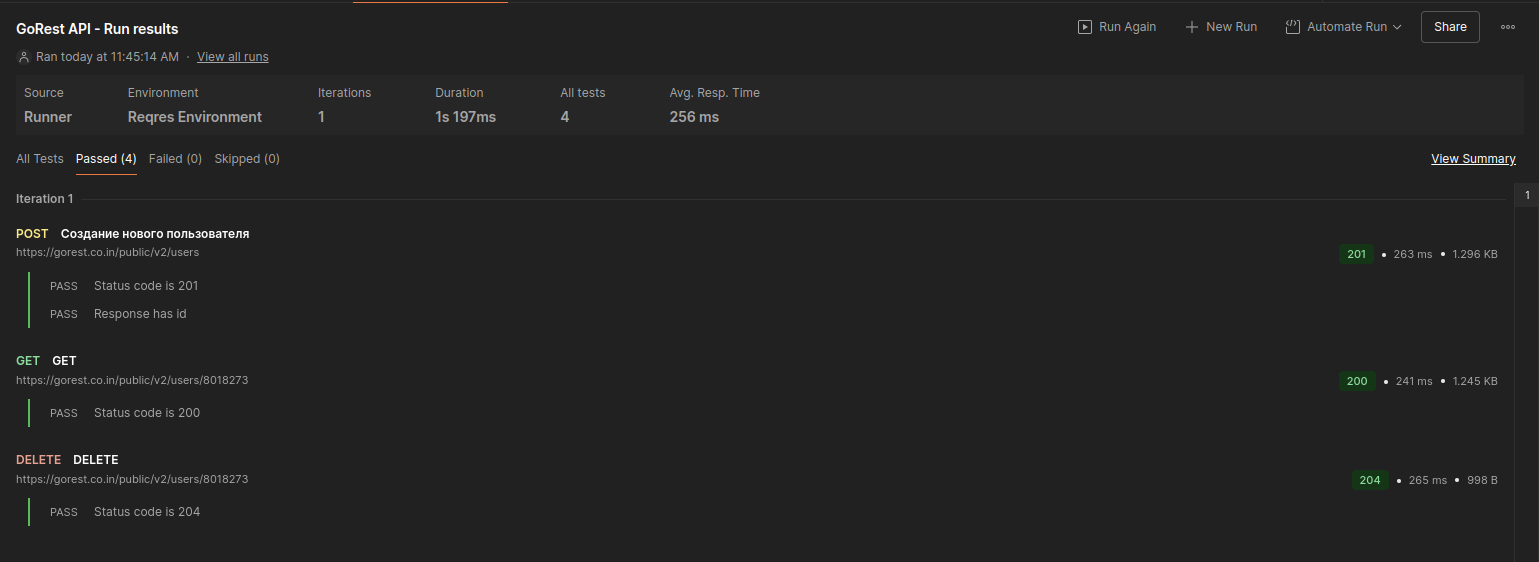 GoRest API - Run results
Run Again New Run Automate Run Share
Ran today at 11:45:14 AM · View all runs
Source Environment Iterations Duration All tests Avg. Resp. Time
Runner Reqres Environment 1 1s 197ms 4 256 ms
All Tests Passed (4) Failed (0) Skipped (0) View Summary
Iteration 1 1
POST Создание нового пользователя
https://gorest.co.in/public/v2/users
201 • 263 ms • 1.296 KB
PASS Status code is 201
PASS Response has id
GET GET
https://gorest.co.in/public/v2/users/8018273
200 • 241 ms • 1.245 KB
PASS Status code is 200
DELETE DELETE
https://gorest.co.in/public/v2/users/8018273
204 • 265 ms • 998 B
PASS Status code is 204